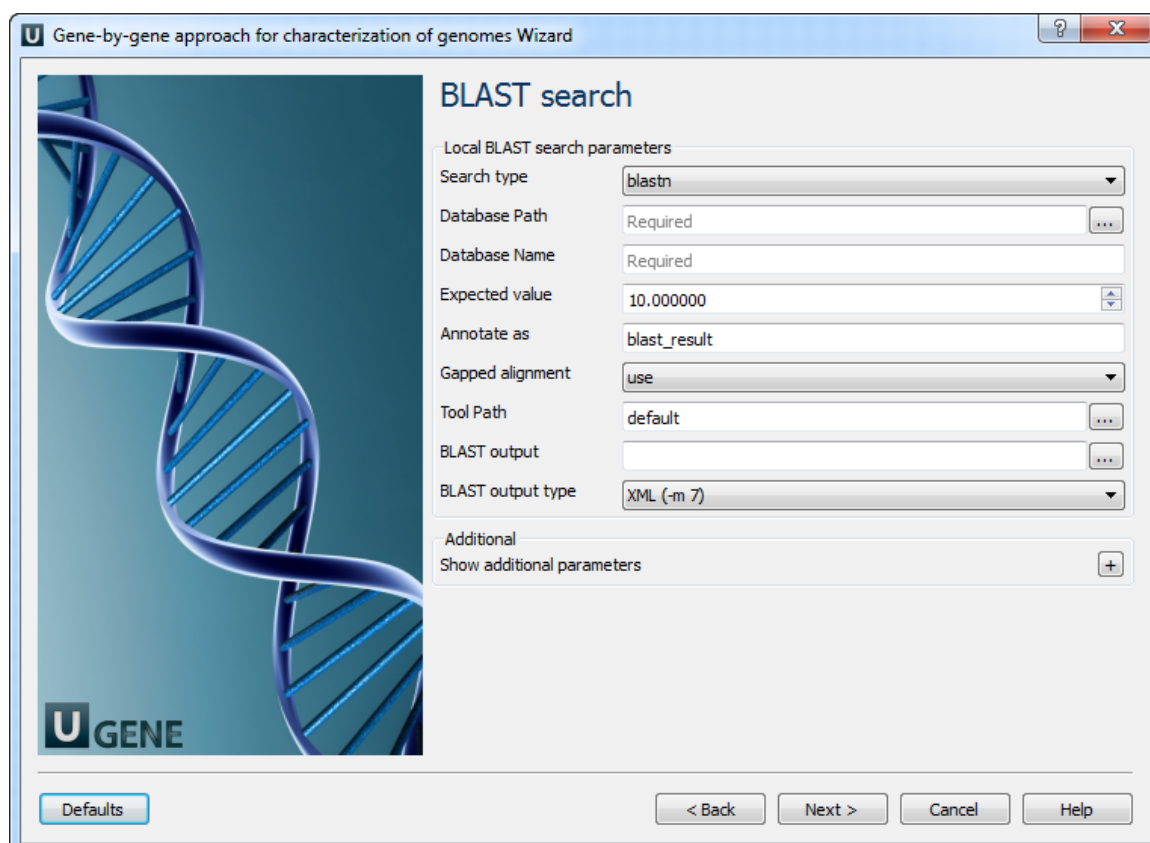 U Gene-by-gene approach for characterization of genomes Wizard
? X
BLAST search
Local BLAST search parameters
Search type blastn
Database Path Required ...
Database Name Required
Expected value 10.000000
Annotate as blast_result
Gapped alignment use
Tool Path default ...
BLAST output ...
BLAST output type XML (-m 7)
Additional
Show additional parameters +
U GENE
Defaults < Back Next > Cancel Help